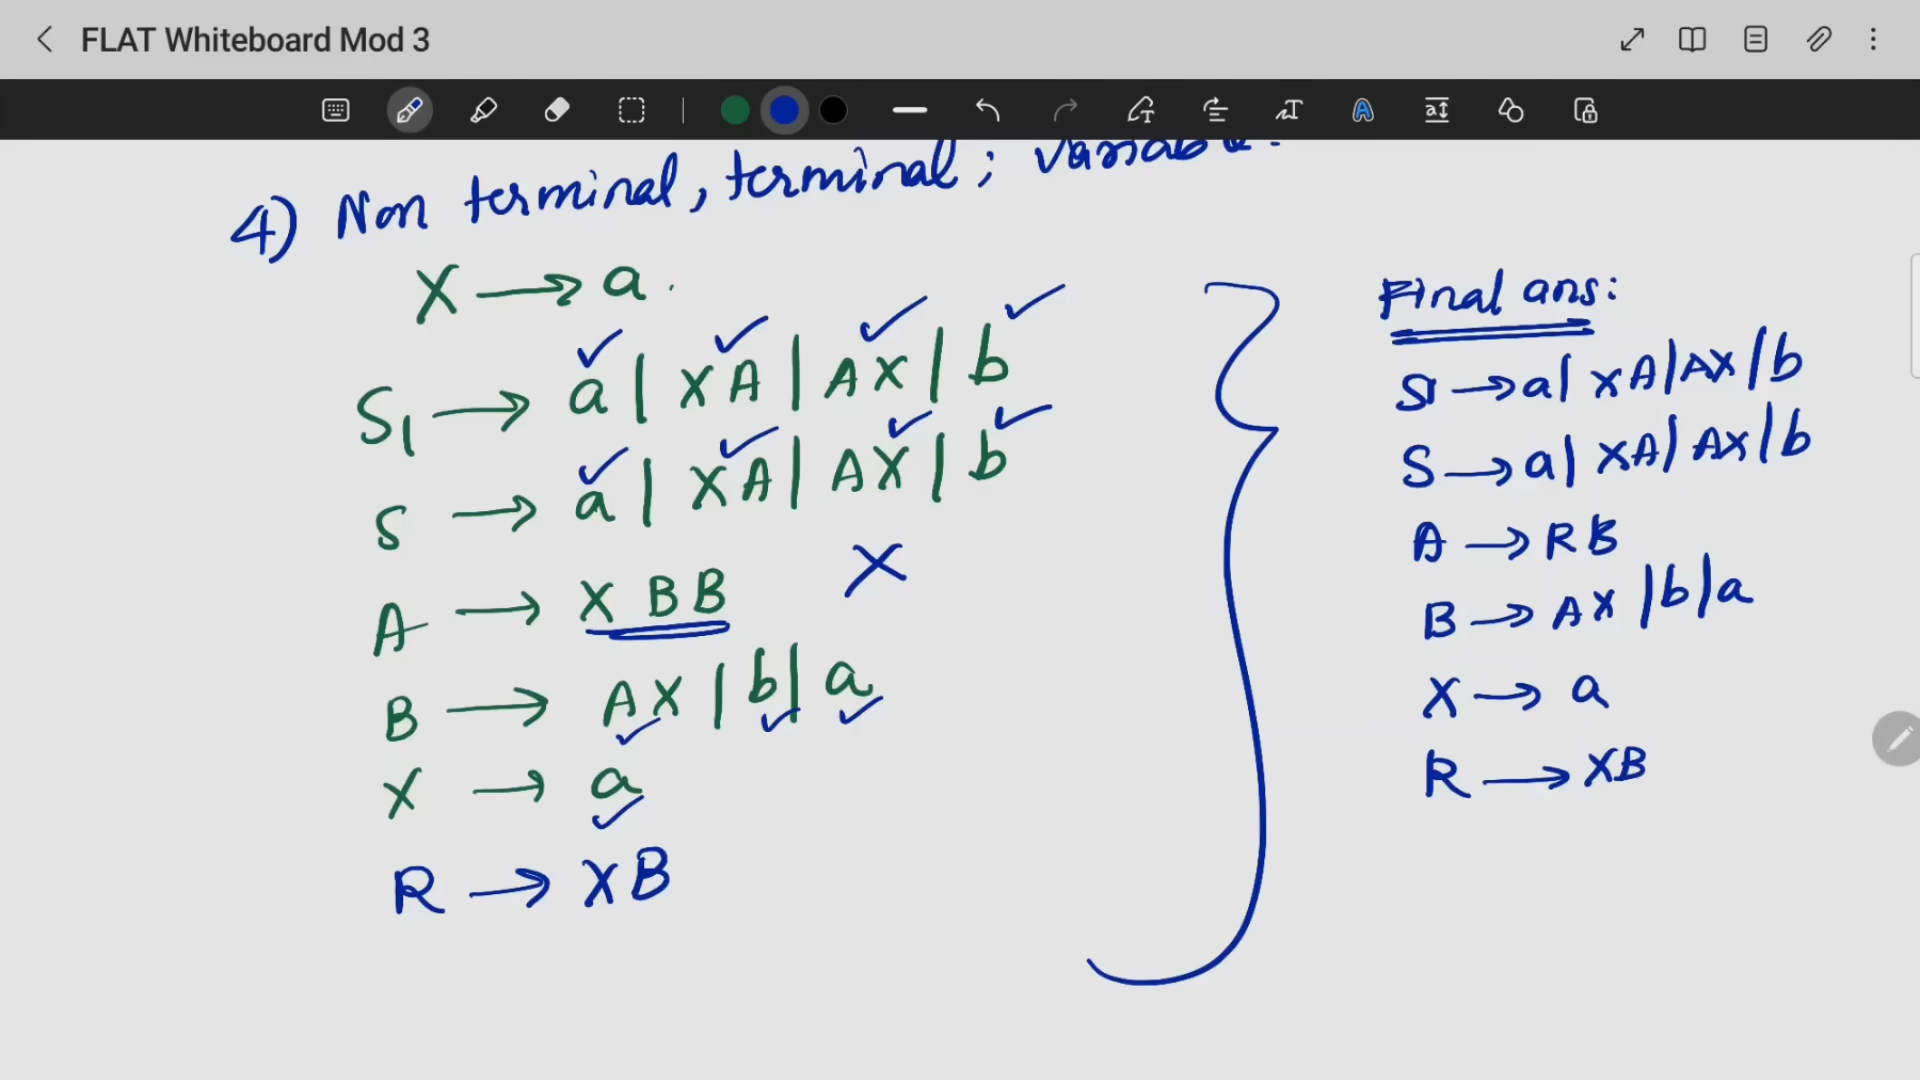 FLAT Whiteboard Mod 3
4) Non terminal, terminal; variable.
X → a .
S1 → a | XA | AX | b
S → a | XA | AX | b
X
A → X BB
B → AX | b | a
X → a
R → XB
Final ans:
S1 → a | XA | AX | b
S → a | XA | AX | b
A → RB
B → AX | b | a
X → a
R → XB